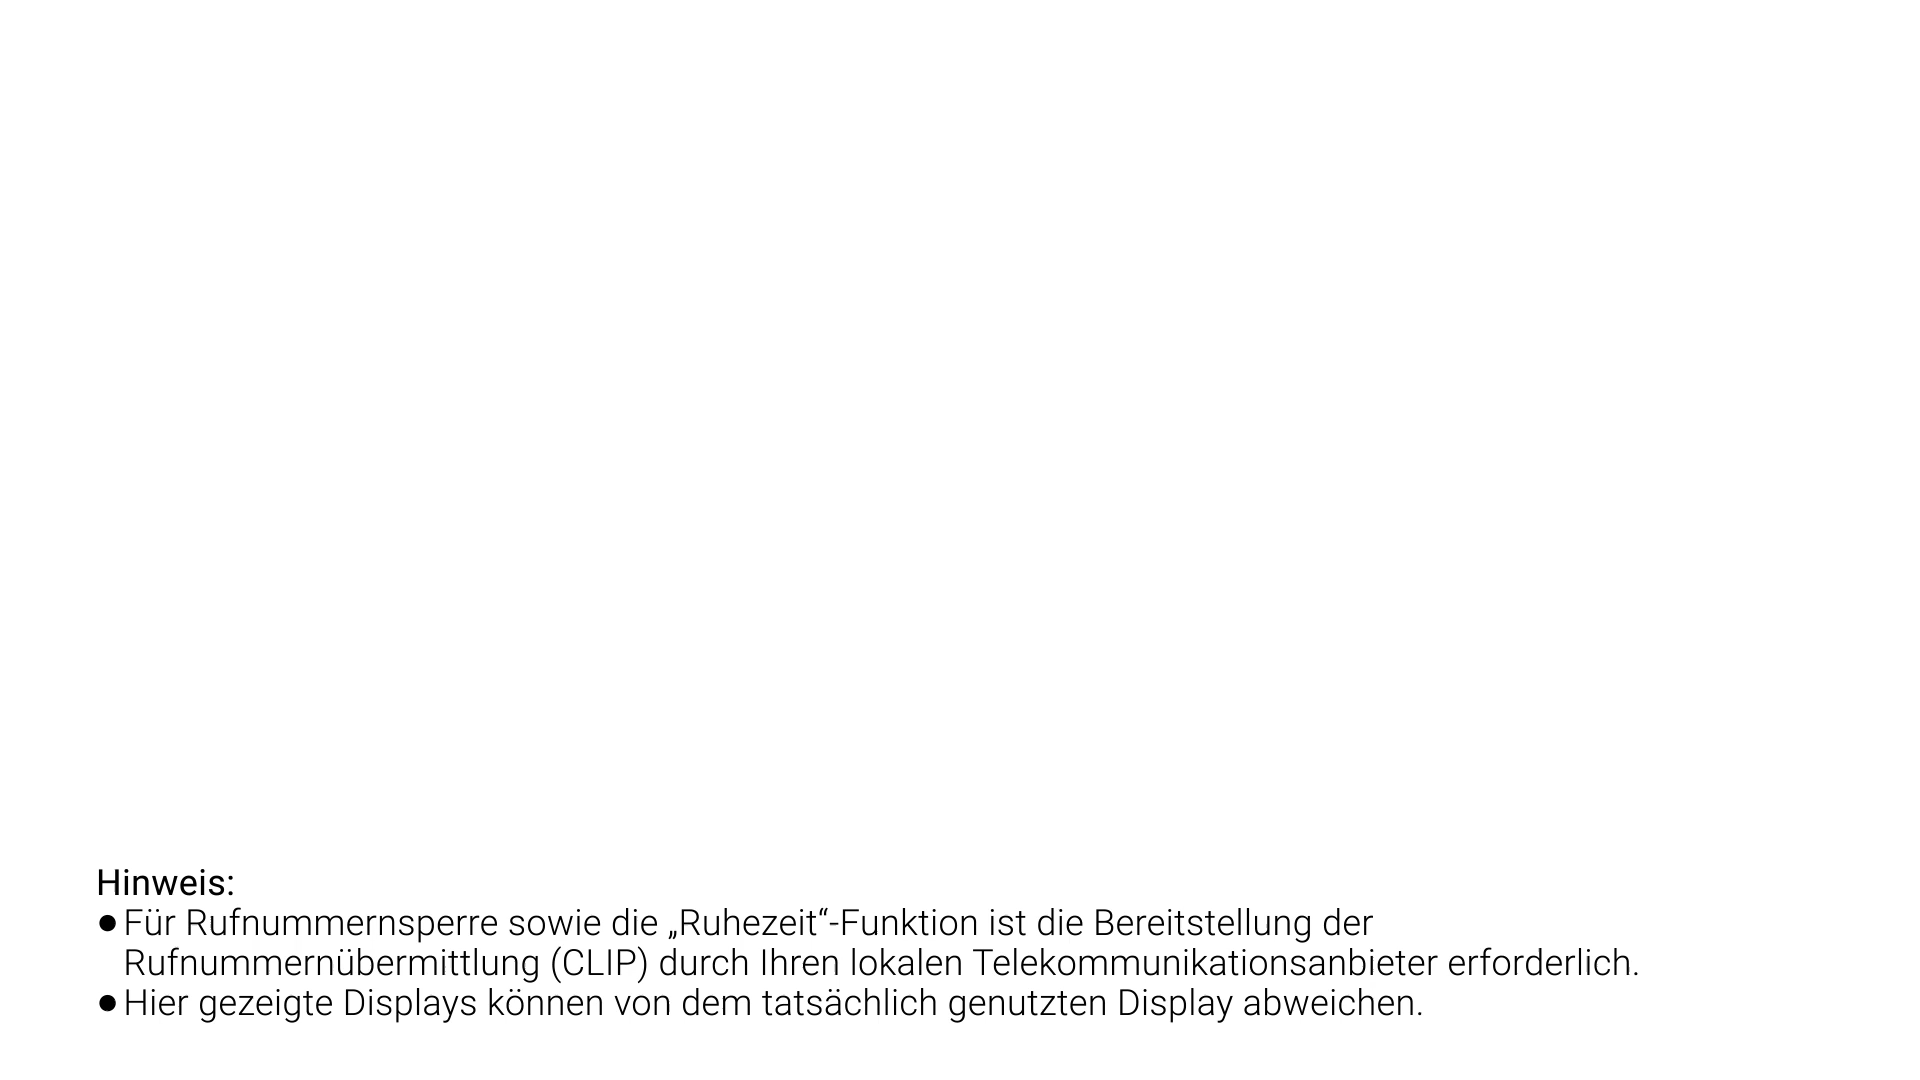 Hinweis:
● Für Rufnummernsperre sowie die „Ruhezeit“-Funktion ist die Bereitstellung der
Rufnummernübermittlung (CLIP) durch Ihren lokalen Telekommunikationsanbieter erforderlich.
● Hier gezeigte Displays können von dem tatsächlich genutzten Display abweichen.